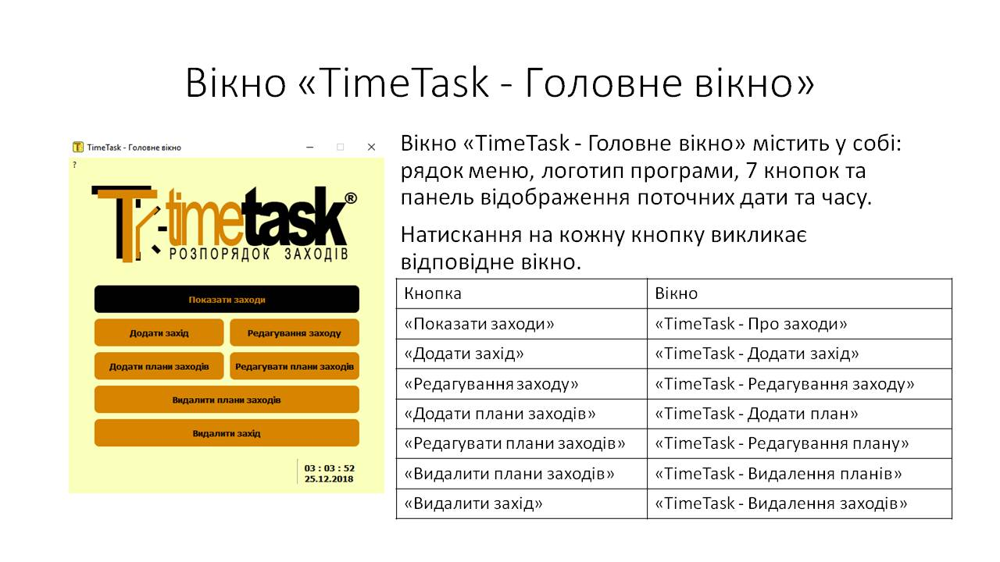 Вікно «TimeTask - Головне вікно»
TimeTask - Головне вікно
?
timetask®
РОЗПОРЯДОК ЗАХОДІВ
Показати заходи
Додати захід
Редагування заходу
Додати плани заходів
Редагувати плани заходів
Видалити плани заходів
Видалити захід
03 : 03 : 52
25.12.2018
Вікно «TimeTask - Головне вікно» містить у собі:
рядок меню, логотип програми, 7 кнопок та
панель відображення поточних дати та часу.
Натискання на кожну кнопку викликає
відповідне вікно.
Кнопка Вікно
«Показати заходи» «TimeTask - Про заходи»
«Додати захід» «TimeTask - Додати захід»
«Редагування заходу» «TimeTask - Редагування заходу»
«Додати плани заходів» «TimeTask - Додати план»
«Редагувати плани заходів» «TimeTask - Редагування плану»
«Видалити плани заходів» «TimeTask - Видалення планів»
«Видалити захід» «TimeTask - Видалення заходів»